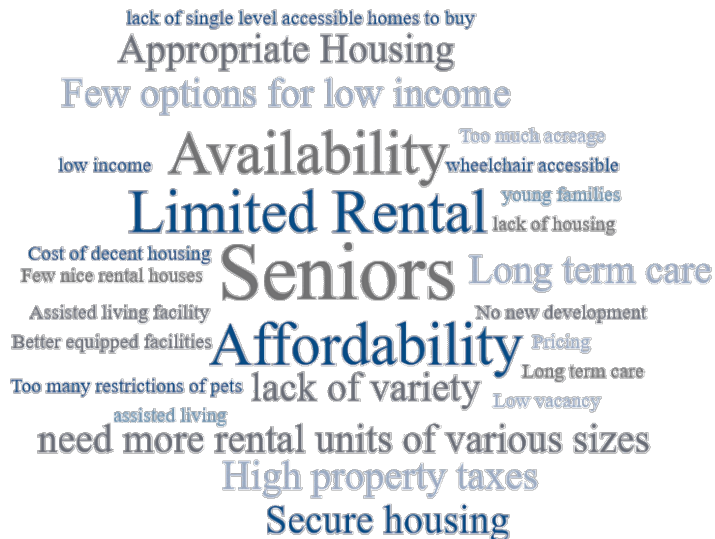 lack of single level accessible homes to buy
Appropriate Housing
Few options for low income
Too much acreage
Availability
low income
wheelchair accessible
young families
Limited Rental
lack of housing
Cost of decent housing
Seniors
Long term care
Few nice rental houses
Assisted living facility
No new development
Better equipped facilities
Affordability
Pricing
Long term care
Too many restrictions of pets
lack of variety
Low vacancy
assisted living
need more rental units of various sizes
High property taxes
Secure housing